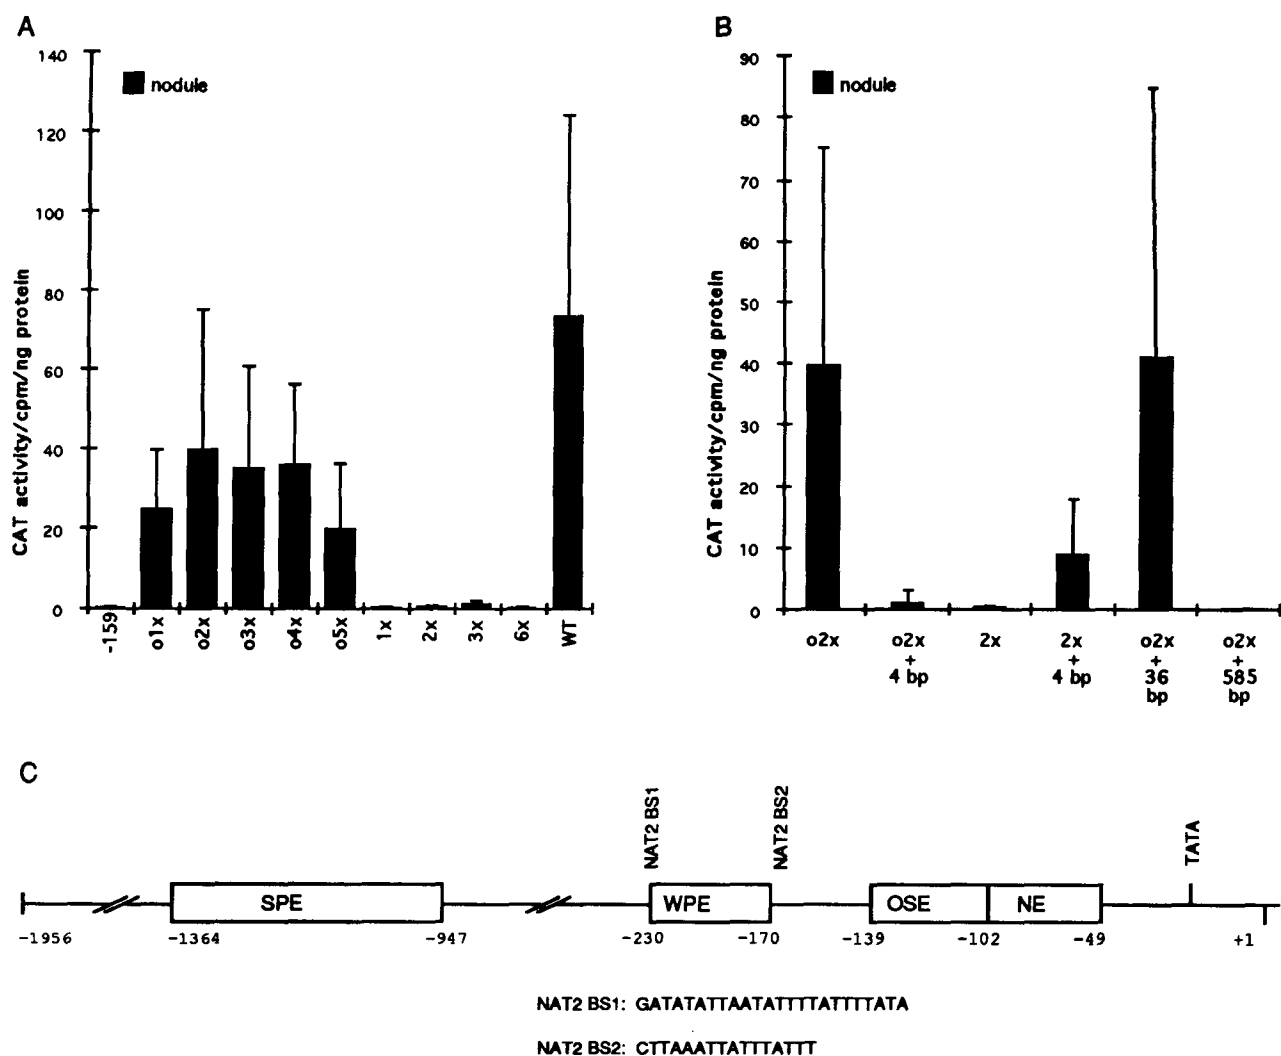 A
140
120
100
80
60
40
20
0
CAT activity/cpm/ng protein
nodule
-159
o1x
o2x
o3x
o4x
o5x
1x
2x
3x
6x
WT
B
90
80
70
60
50
40
30
20
10
0
CAT activity/cpm/ng protein
nodule
o2x
o2x + 4 bp
2x
2x + 4 bp
o2x + 36 bp
o2x + 585 bp
C
NAT2 BS1
NAT2 BS2
TATA
SPE
WPE
OSE
NE
-1956
-1364
-947
-230
-170
-139
-102
-49
+1
NAT2 BS1: GATATATTAATATTTTATTTTATA
NAT2 BS2: CTTAAATTATTTATTT